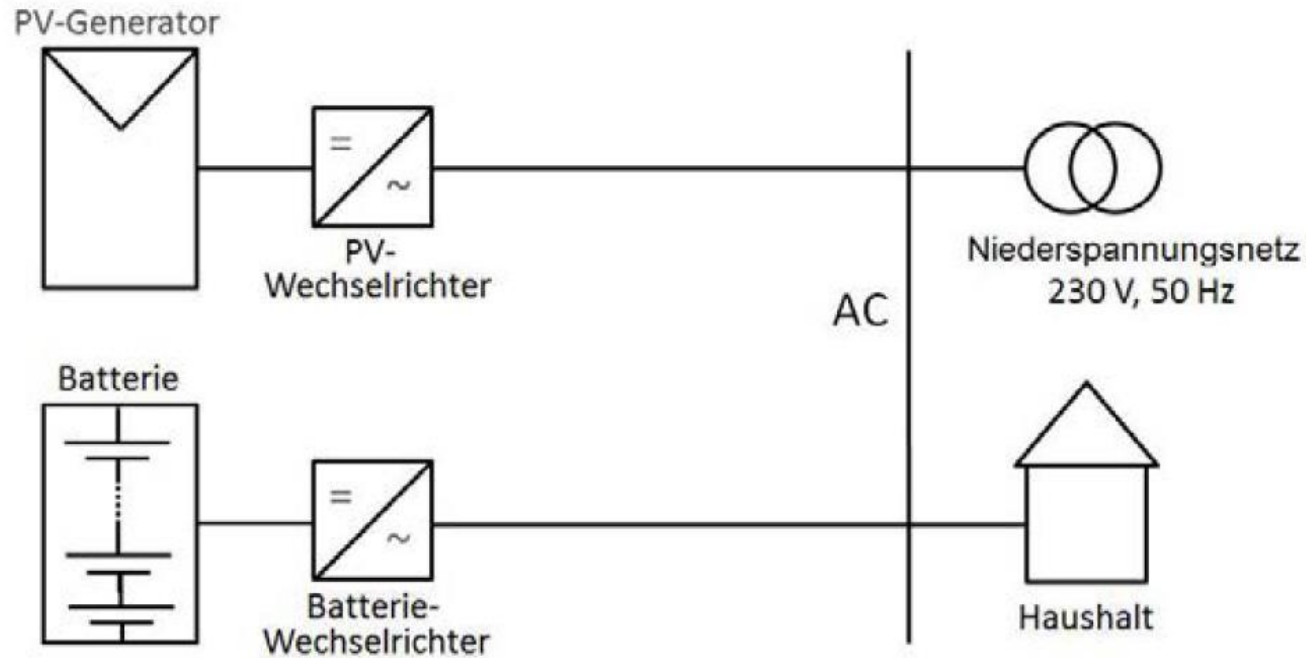 PV-Generator
=
~
PV-
Wechselrichter
Niederspannungsnetz
230 V, 50 Hz
AC
Batterie
=
~
Batterie-
Wechselrichter
Haushalt